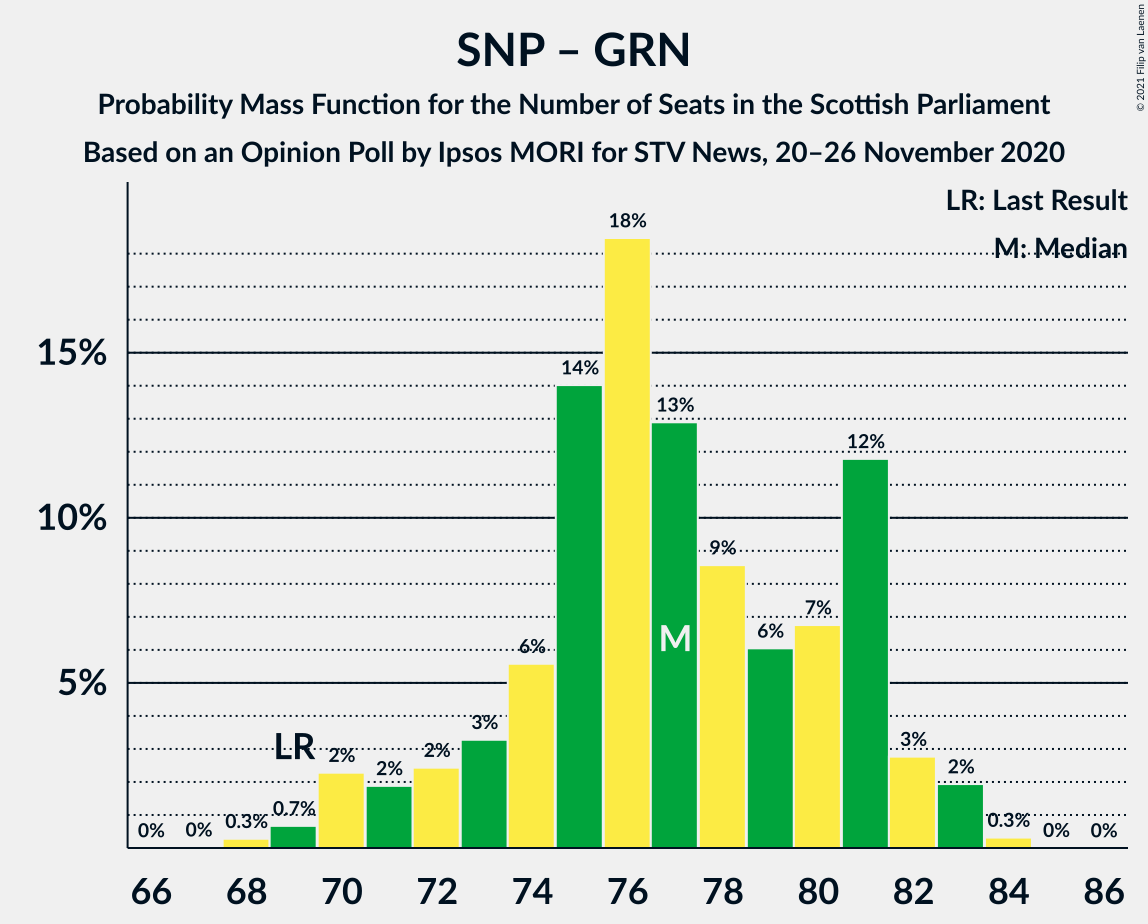 SNP – GRN
Probability Mass Function for the Number of Seats in the Scottish Parliament
Based on an Opinion Poll by Ipsos MORI for STV News, 20–26 November 2020
© 2021 Filip van Laenen
LR: Last Result
M: Median
15%
10%
5%
0%
0%
0.3%
0.7%
LR
2%
2%
2%
3%
6%
14%
18%
13%
M
9%
6%
7%
12%
3%
2%
0.3%
0%
0%
66 68 70 72 74 76 78 80 82 84 86